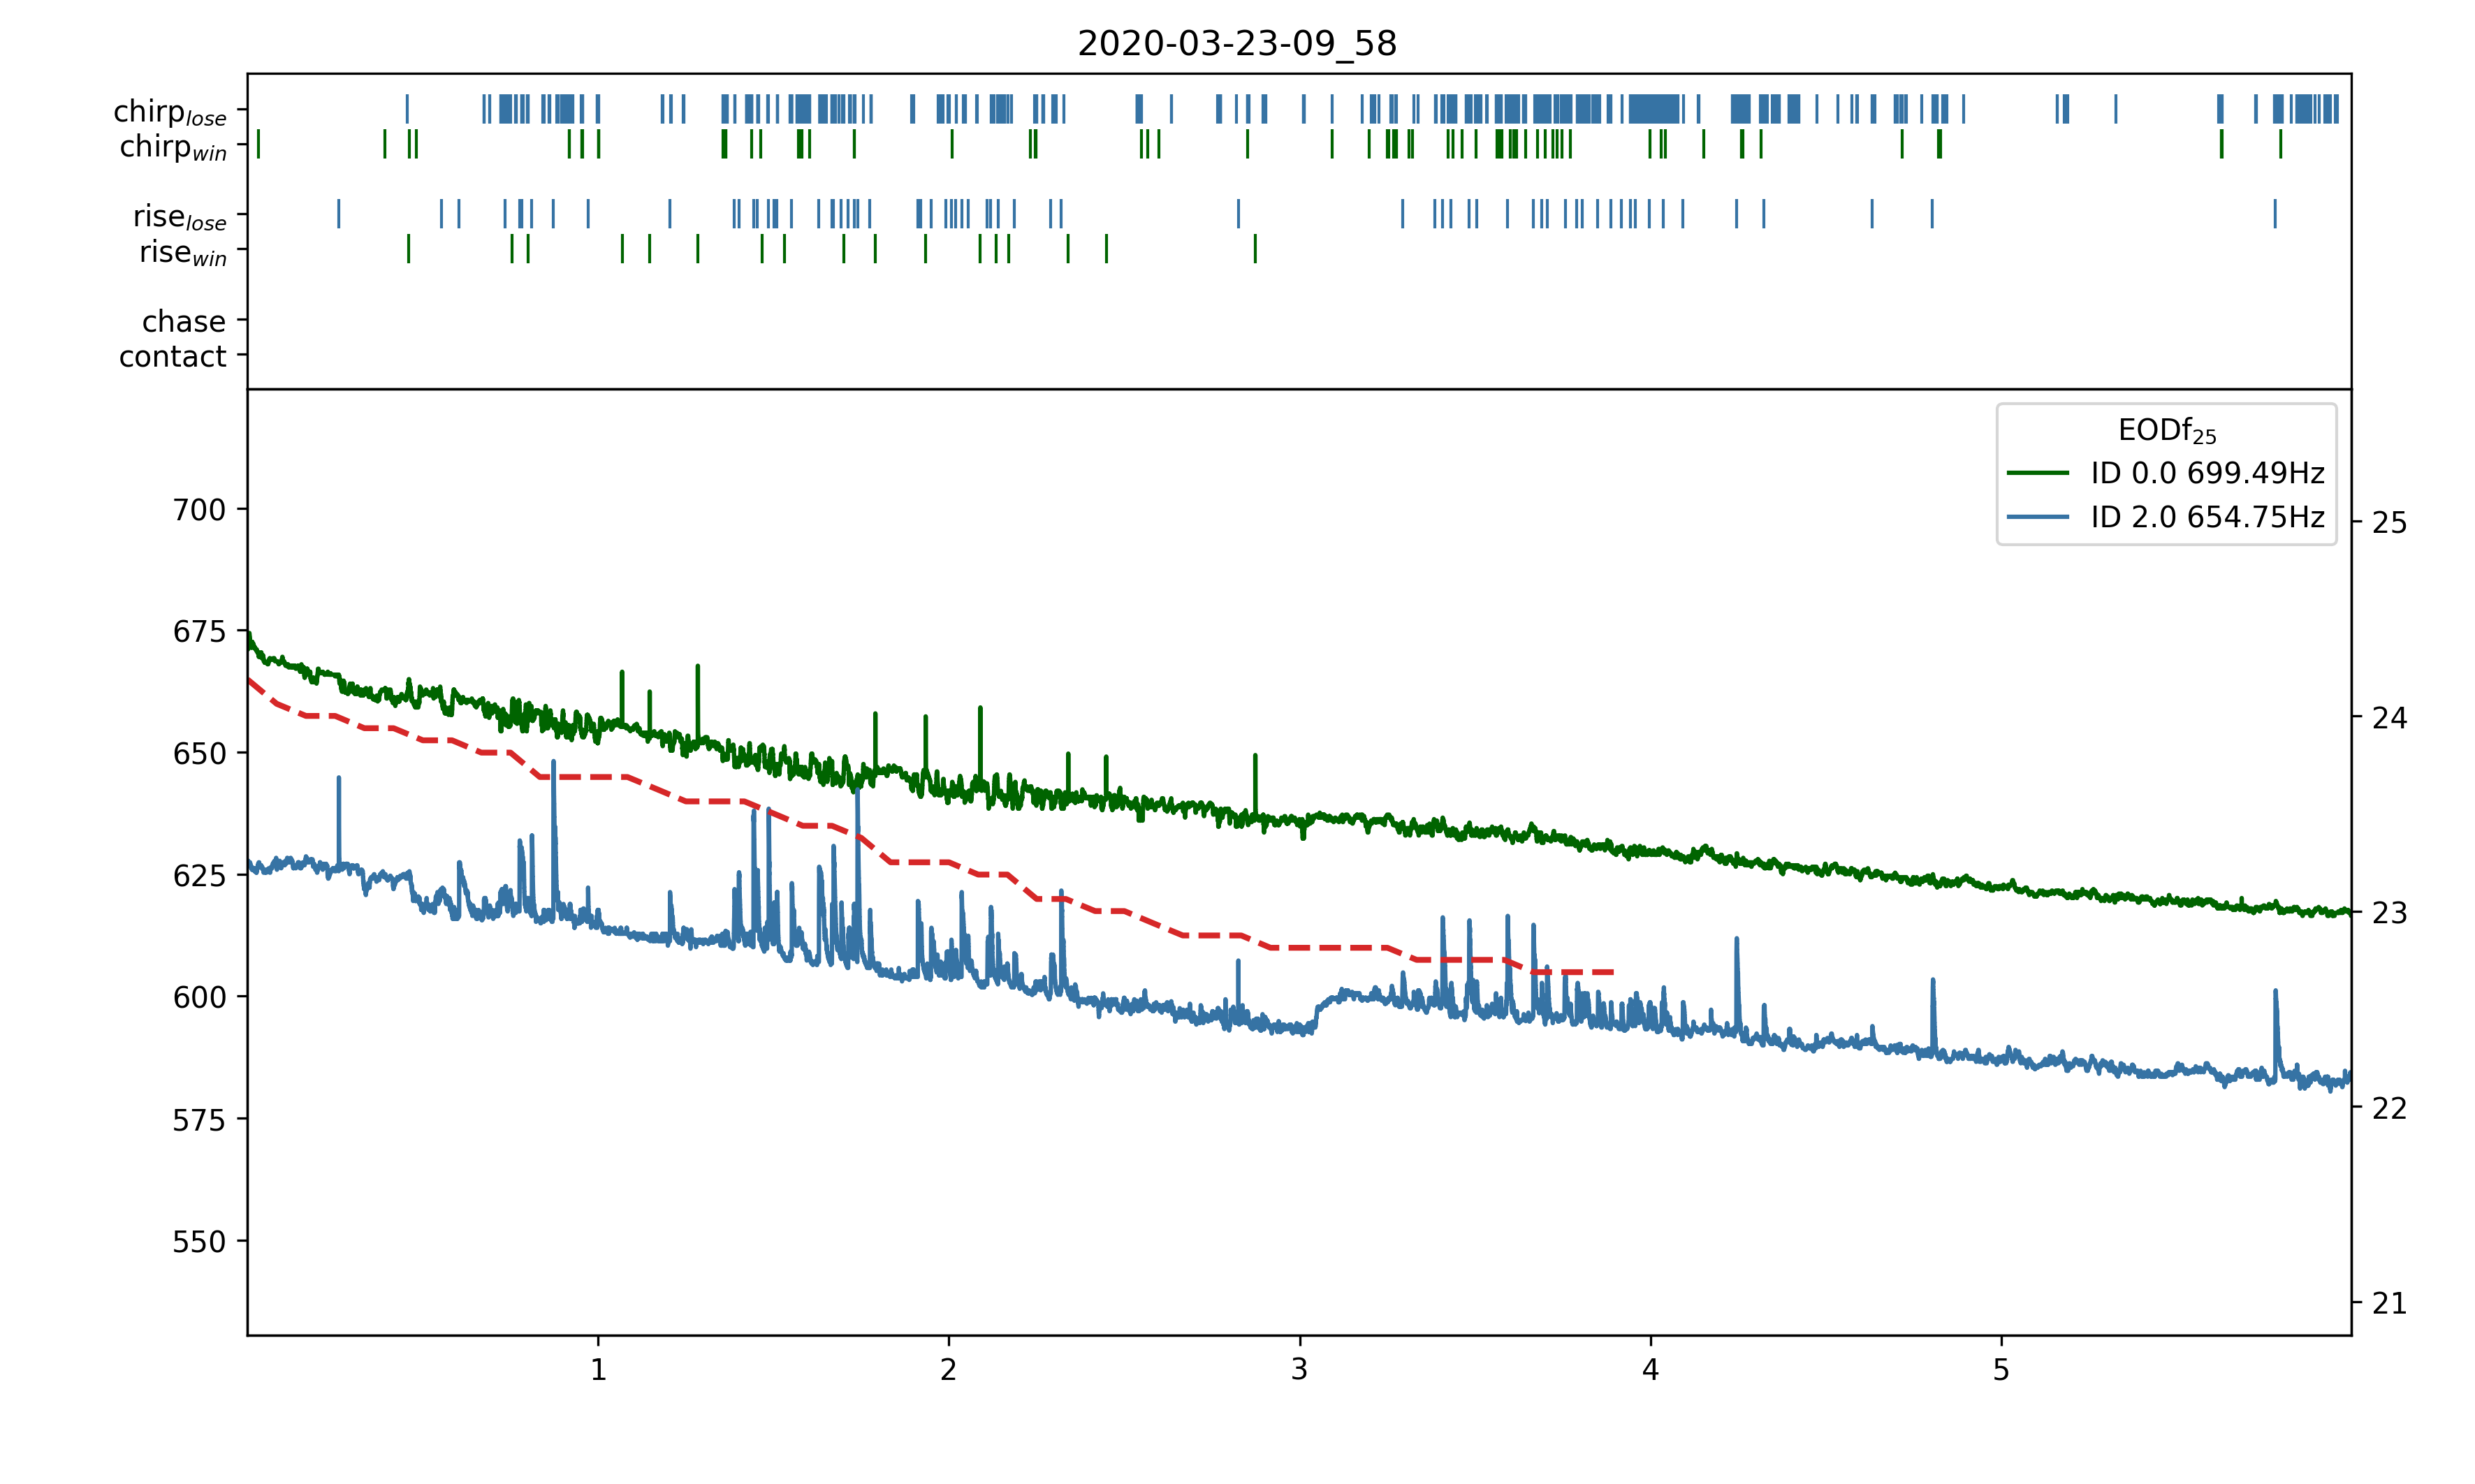 2020-03-23-09_58
chirp_lose
chirp_win
rise_lose
rise_win
chase
contact
EODf_25
ID 0.0 699.49Hz
ID 2.0 654.75Hz
700
675
650
625
600
575
550
25
24
23
22
21
1 2 3 4 5